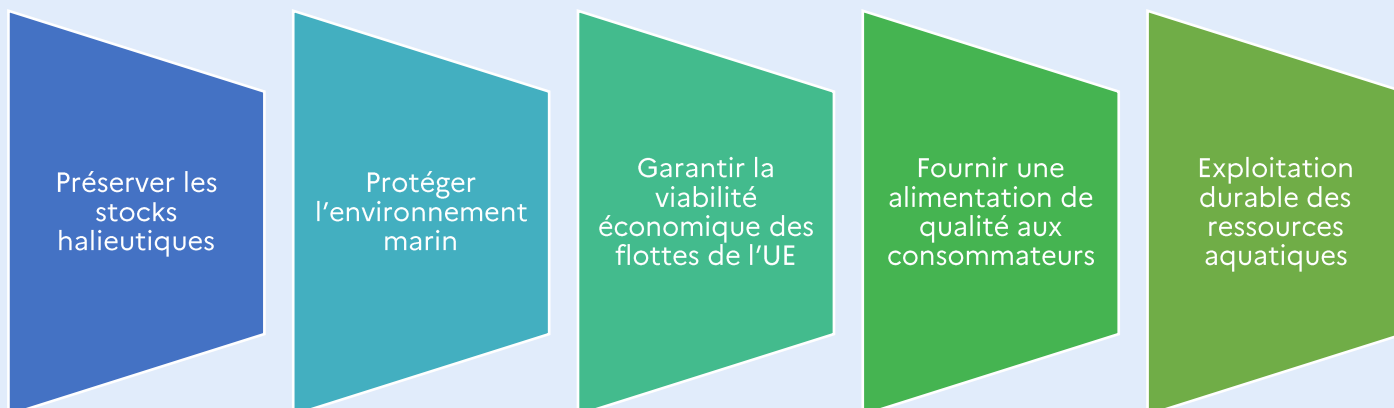 Préserver les
stocks
halieutiques
Protéger
l’environnement
marin
Garantir la
viabilité
économique des
flottes de l’UE
Fournir une
alimentation de
qualité aux
consommateurs
Exploitation
durable des
ressources
aquatiques